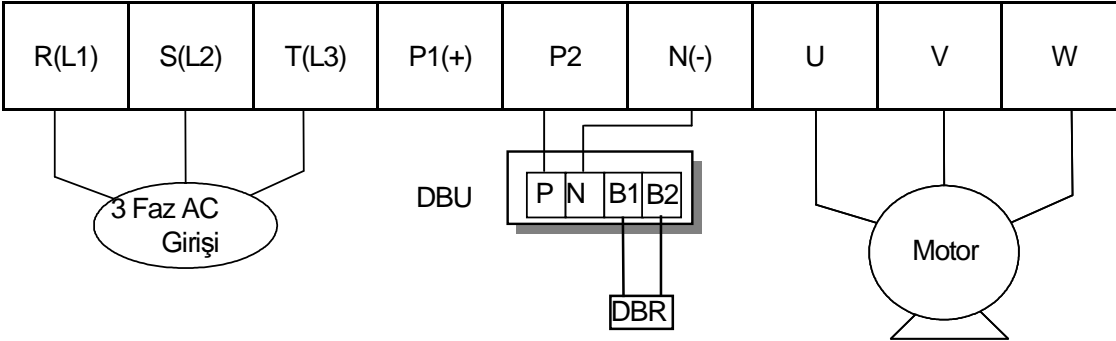 R(L1) S(L2) T(L3) P1(+) P2 N(-) U V W
DBU P N B1 B2
3 Faz AC
Girişi
Motor
DBR